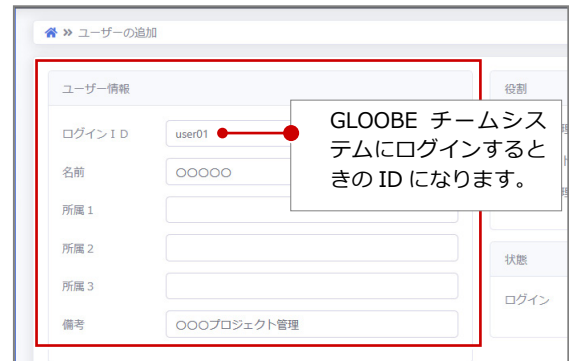 ユーザーの追加
ユーザー情報
役割
ログインＩＤ
user01
GLOOBE チームシス
テムにログインすると
きの ID になります。
名前
○○○○○
所属１
所属２
所属３
状態
ログイン
備考
○○○プロジェクト管理